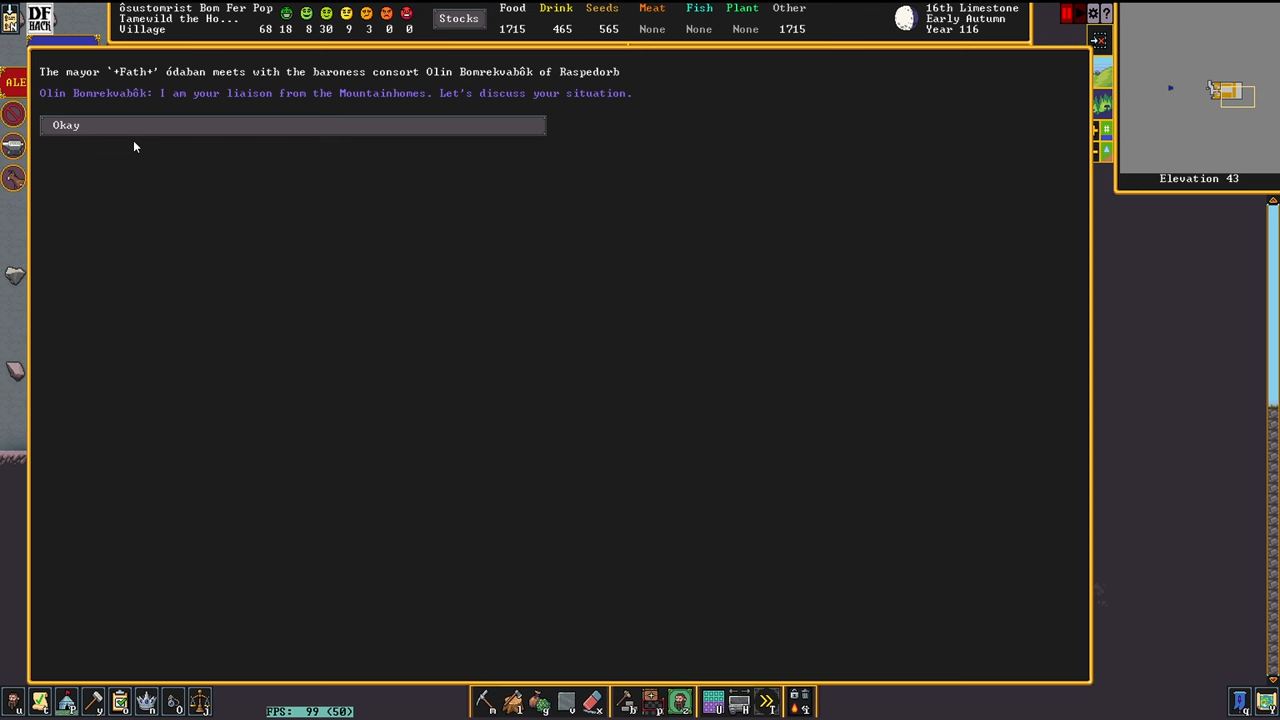 DF
HACK
ôsustomrist Bom Fer Pop
Tamewild the Ho...
Village 68 18 8 30 9 3 0 0
Stocks
Food Drink Seeds Meat Fish Plant Other
1715 465 565 None None None 1715
16th Limestone
Early Autumn
Year 116
?
ALE
The mayor `+Fath+' ódaban meets with the baroness consort Olin Bomrekvabôk of Raspedorb
Olin Bomrekvabôk: I am your liaison from the Mountainhomes. Let's discuss your situation.
Okay
Elevation 43
FPS: 99 (50)
u c P y o n O J
m l g x b p z U H I q T